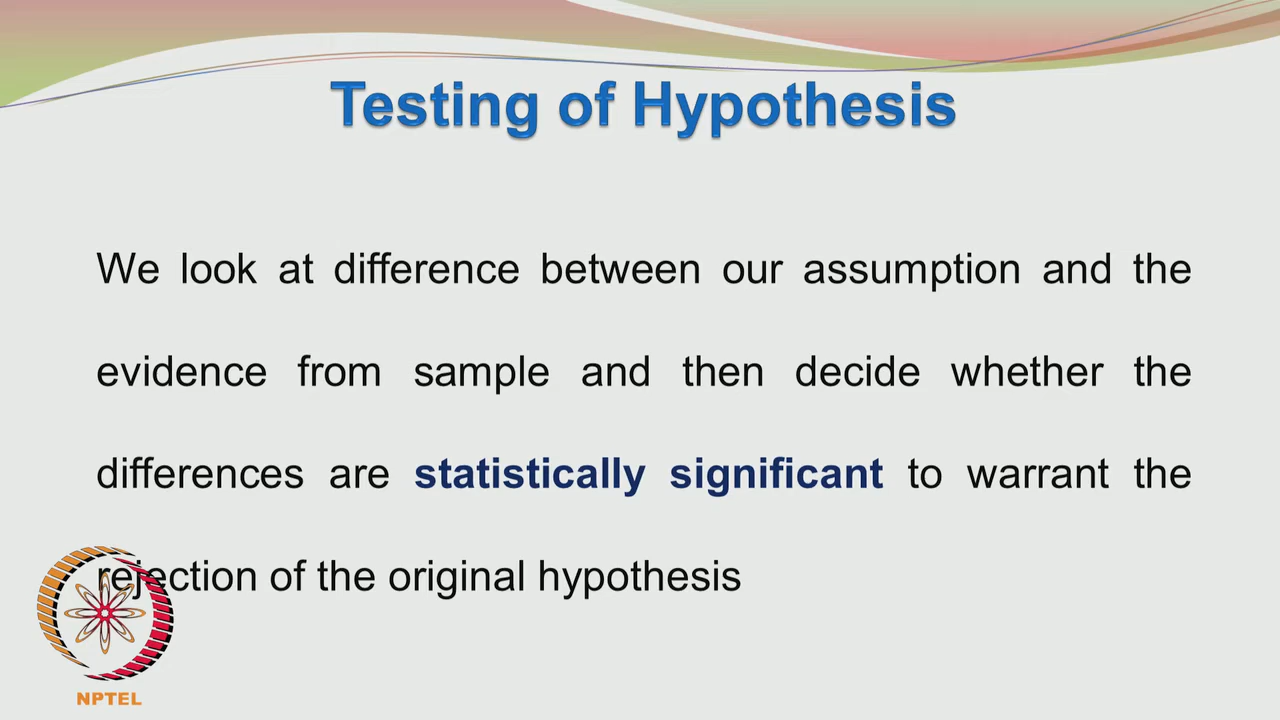 Testing of Hypothesis
We look at difference between our assumption and the
evidence from sample and then decide whether the
differences are statistically significant to warrant the
rejection of the original hypothesis
NPTEL